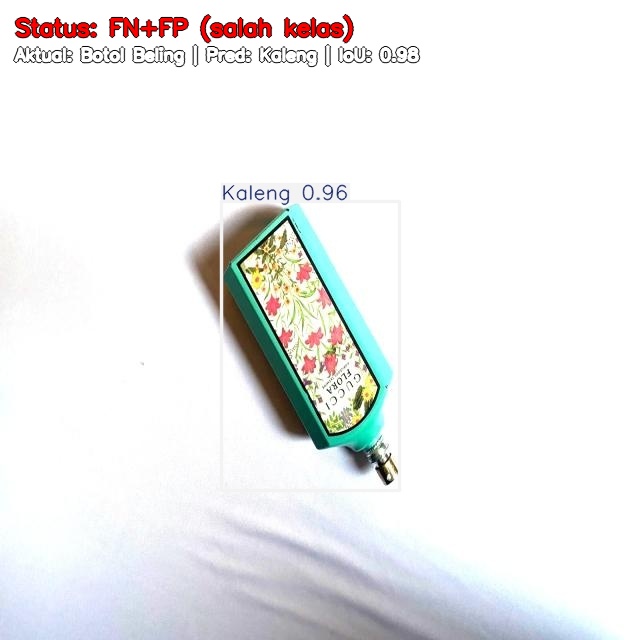 Status: FN+FP (salah kelas)
Aktual: Botol Beling | Pred: Kaleng | IoU: 0.98
Kaleng 0.96
GUCCI
FLORA